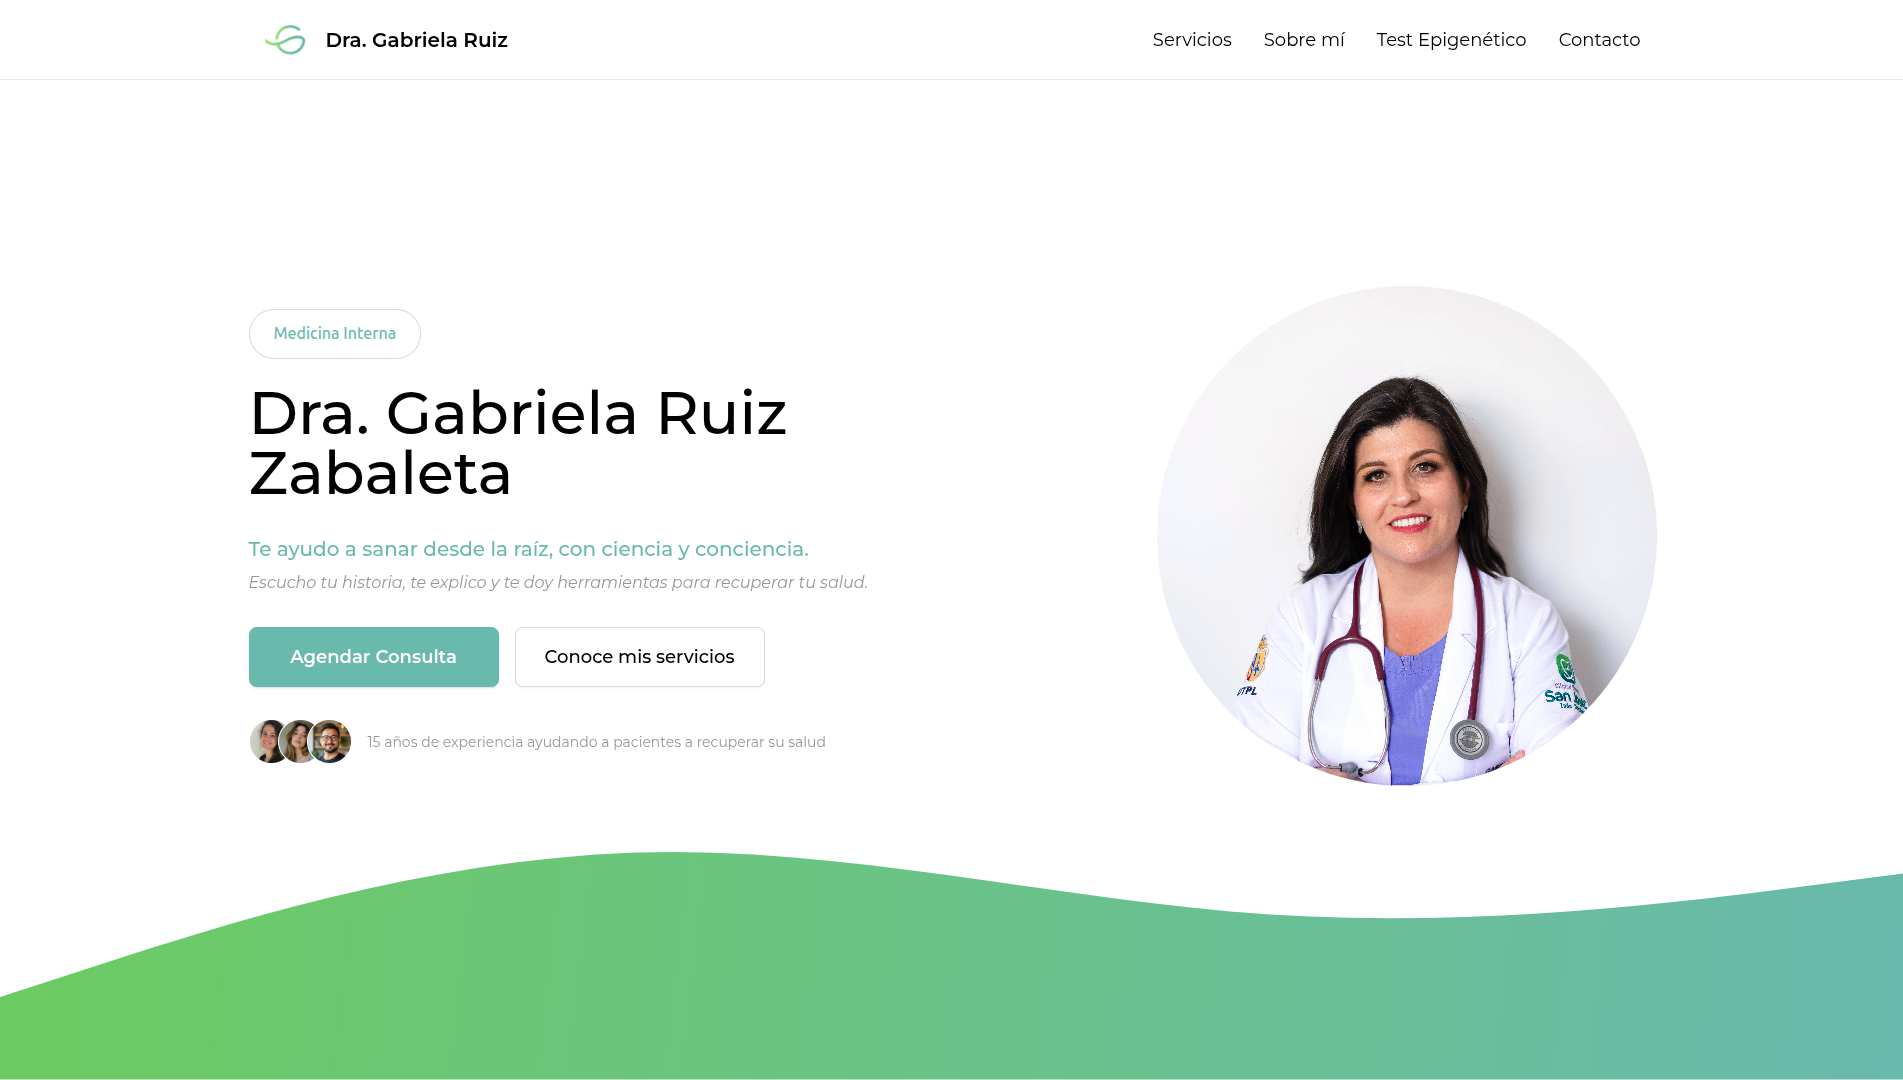 Dra. Gabriela Ruiz
Servicios
Sobre mí
Test Epigenético
Contacto
Medicina Interna
Dra. Gabriela Ruiz
Zabaleta
Te ayudo a sanar desde la raíz, con ciencia y conciencia.
Escucho tu historia, te explico y te doy herramientas para recuperar tu salud.
Agendar Consulta
Conoce mis servicios
15 años de experiencia ayudando a pacientes a recuperar su salud
UTPL
San